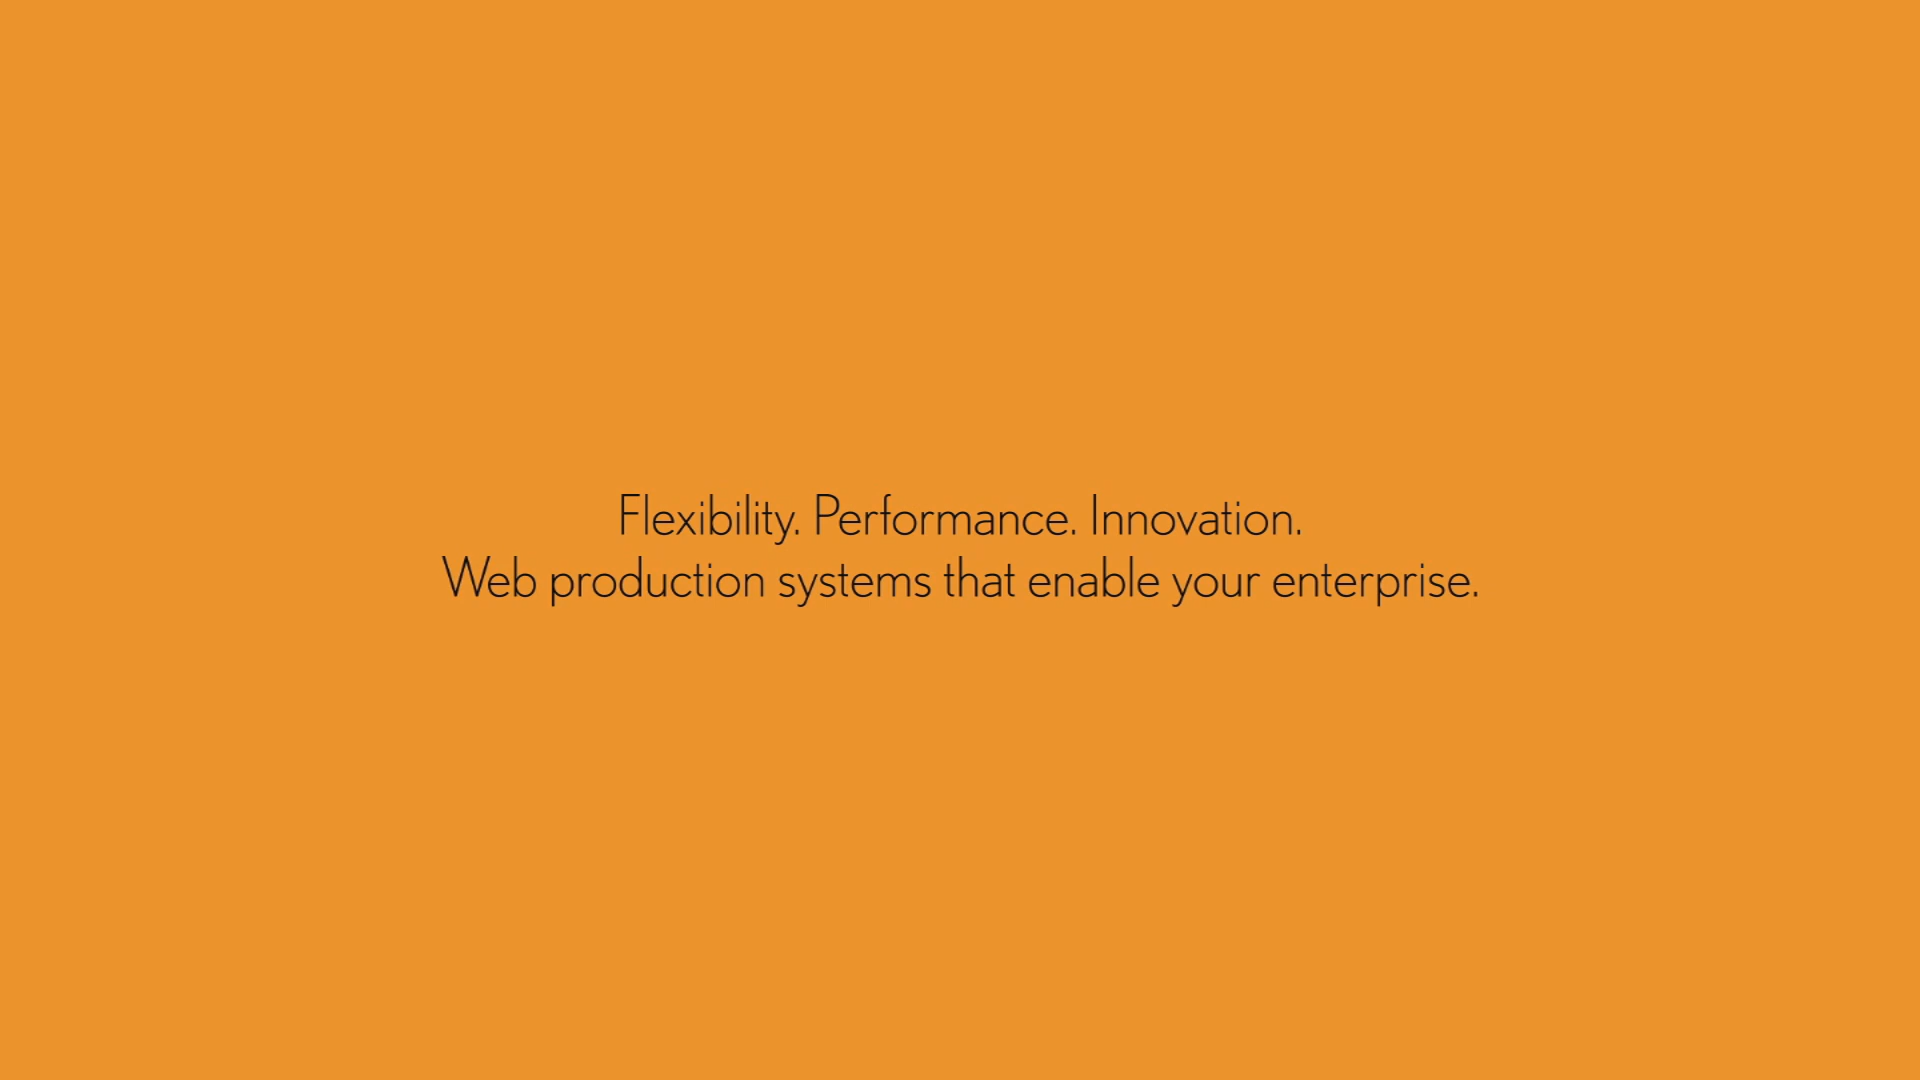 Flexibility. Performance. Innovation.
Web production systems that enable your enterprise.